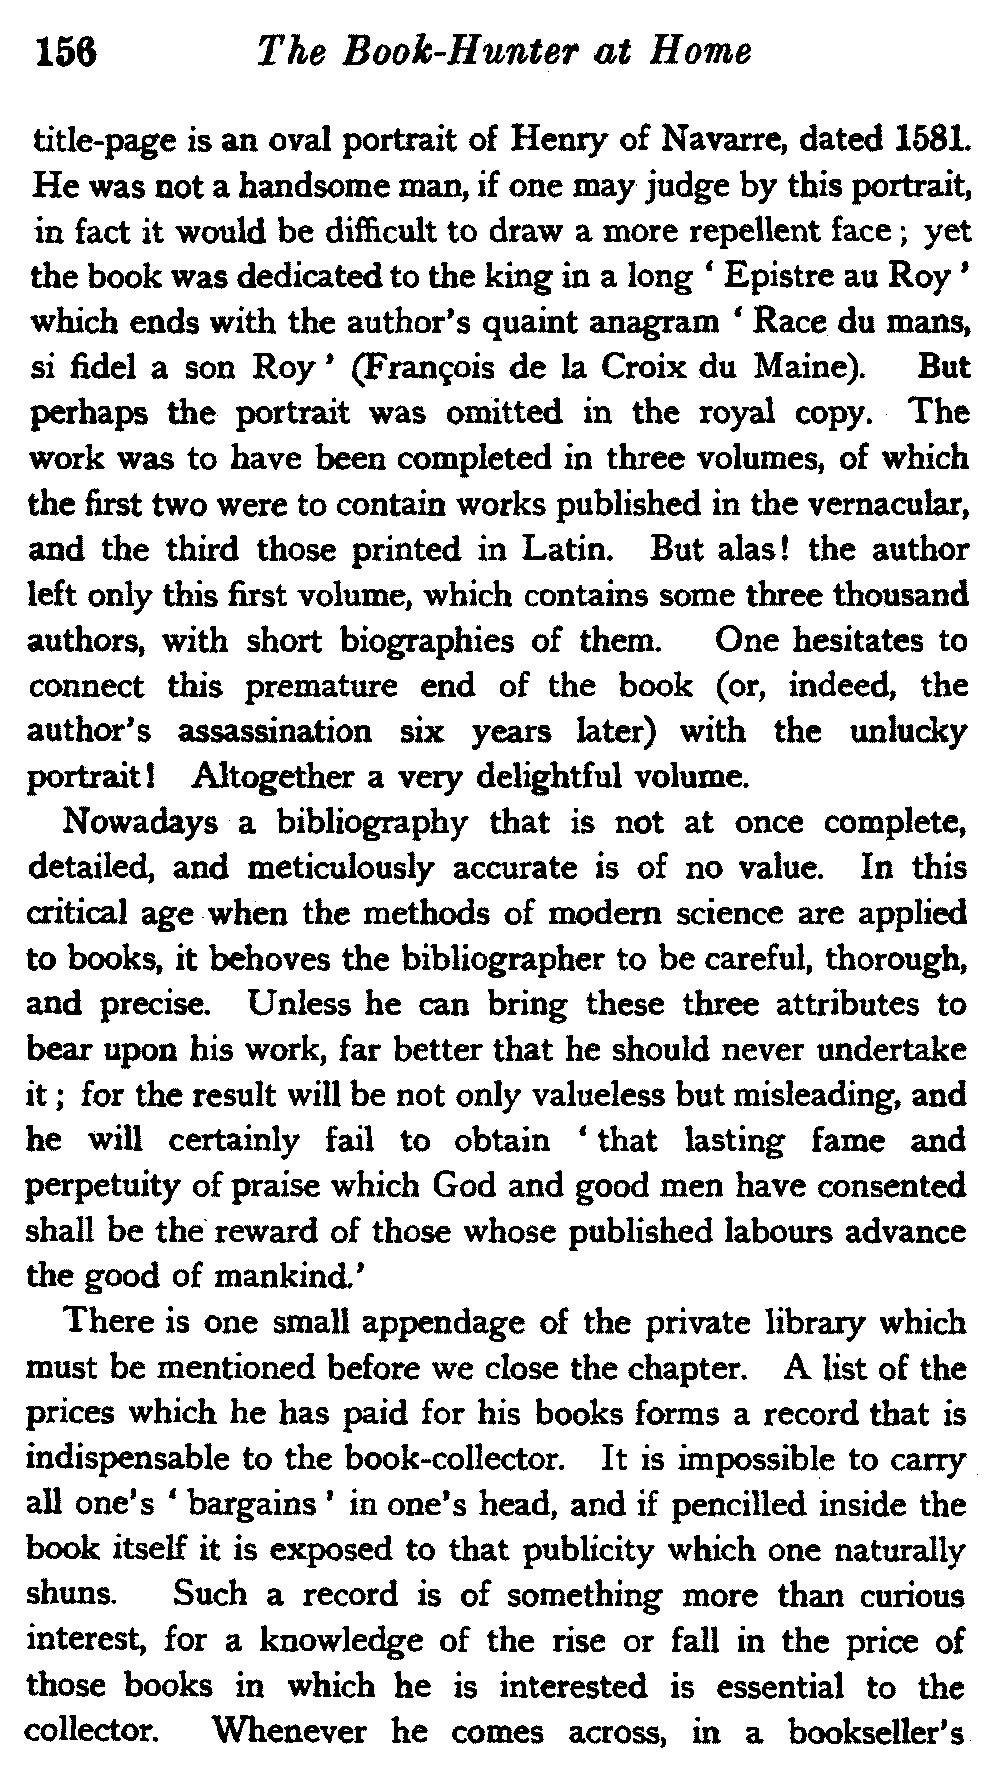 156 The Book-Hunter at Home
title-page is an oval portrait of Henry of Navarre, dated 1581.
He was not a handsome man, if one may judge by this portrait,
in fact it would be difficult to draw a more repellent face ; yet
the book was dedicated to the king in a long ‘ Epistre au Roy ’
which ends with the author’s quaint anagram ‘ Race du mans,
si fidel a son Roy ’ (François de la Croix du Maine). But
perhaps the portrait was omitted in the royal copy. The
work was to have been completed in three volumes, of which
the first two were to contain works published in the vernacular,
and the third those printed in Latin. But alas! the author
left only this first volume, which contains some three thousand
authors, with short biographies of them. One hesitates to
connect this premature end of the book (or, indeed, the
author’s assassination six years later) with the unlucky
portrait! Altogether a very delightful volume.
Nowadays a bibliography that is not at once complete,
detailed, and meticulously accurate is of no value. In this
critical age when the methods of modern science are applied
to books, it behoves the bibliographer to be careful, thorough,
and precise. Unless he can bring these three attributes to
bear upon his work, far better that he should never undertake
it ; for the result will be not only valueless but misleading, and
he will certainly fail to obtain ‘ that lasting fame and
perpetuity of praise which God and good men have consented
shall be the reward of those whose published labours advance
the good of mankind.’
There is one small appendage of the private library which
must be mentioned before we close the chapter. A list of the
prices which he has paid for his books forms a record that is
indispensable to the book-collector. It is impossible to carry
all one’s ‘ bargains ’ in one’s head, and if pencilled inside the
book itself it is exposed to that publicity which one naturally
shuns. Such a record is of something more than curious
interest, for a knowledge of the rise or fall in the price of
those books in which he is interested is essential to the
collector. Whenever he comes across, in a bookseller’s